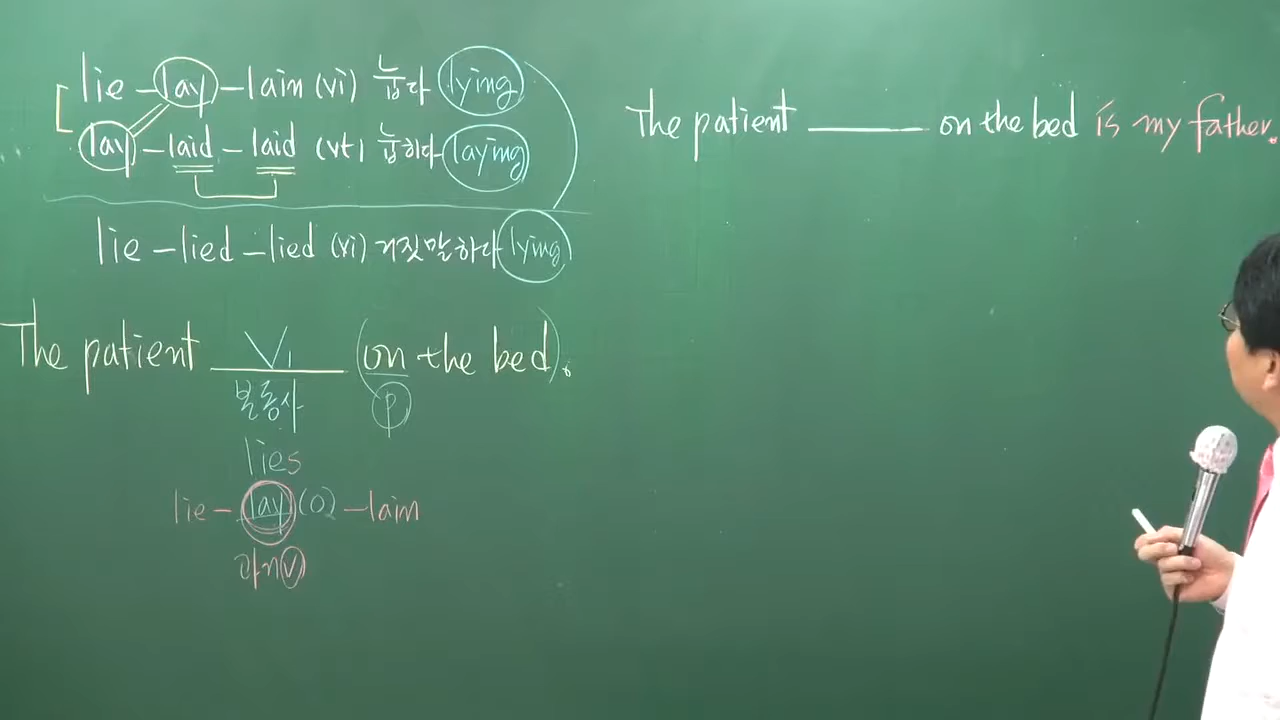 lie – lay – lain (vi) 눕다 lying
lay – laid – laid (vt) 눕히다 laying
lie – lied – lied (vi) 거짓말하다 lying
The patient V₁ (on the bed).
본동사 p
lies
lie – lay (O) – lain
과거 V
The patient ______ on the bed is my father.